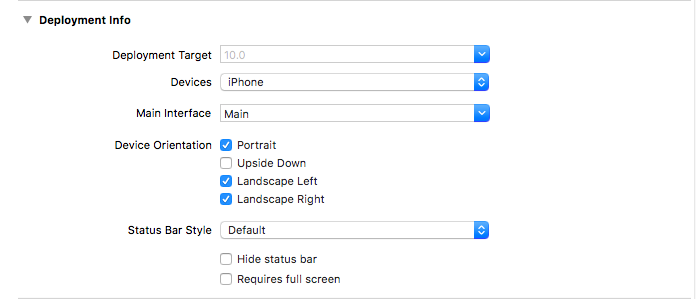 Deployment Info
Deployment Target 10.0
Devices iPhone
Main Interface Main
Device Orientation Portrait
Upside Down
Landscape Left
Landscape Right
Status Bar Style Default
Hide status bar
Requires full screen